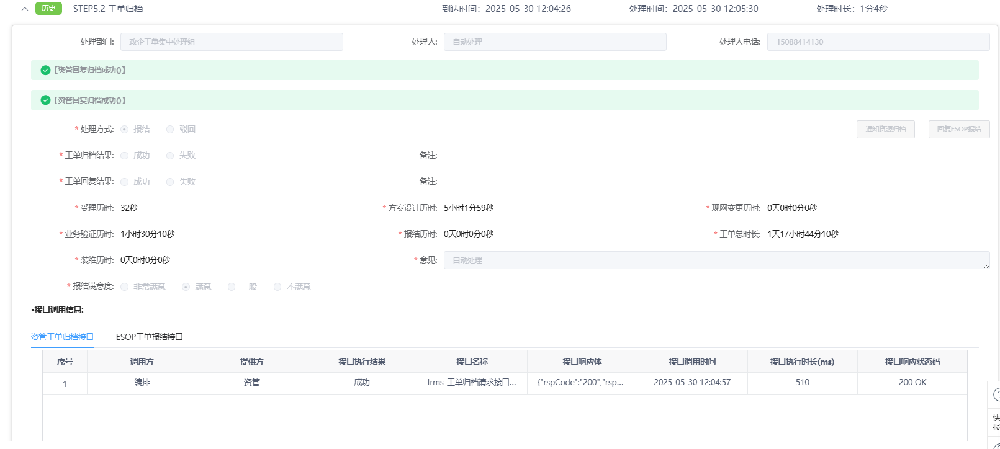 历史 STEP5.2 工单归档 到达时间：2025-05-30 12:04:26 处理时间：2025-05-30 12:05:30 处理时长：1分4秒
处理部门: 政企工单集中处理组 处理人: 自动处理 处理人电话: 15088414130
【资管回复归档成功()】
【资管回复归档成功()】
* 处理方式: 报结 驳回 通知资源归档 回复ESOP报结
* 工单归档结果: 成功 失败 备注:
* 工单回复结果: 成功 失败 备注:
* 受理历时: 32秒 * 方案设计历时: 5小时1分59秒 * 现网变更历时: 0天0时0分0秒
* 业务验证历时: 1小时30分10秒 * 报结历时: 0天0时0分0秒 * 工单总时长: 1天17小时44分10秒
* 装维历时: 0天0时0分0秒 * 意见: 自动处理
* 报结满意度: 非常满意 满意 一般 不满意
•接口调用信息:
资管工单归档接口 ESOP工单报结接口
序号 调用方 提供方 接口执行结果 接口名称 接口响应体 接口调用时间 接口执行时长(ms) 接口响应状态码
1 编排 资管 成功 Irms-工单归档请求接口... {"rspCode":"200","rsp... 2025-05-30 12:04:57 510 200 OK
快
报